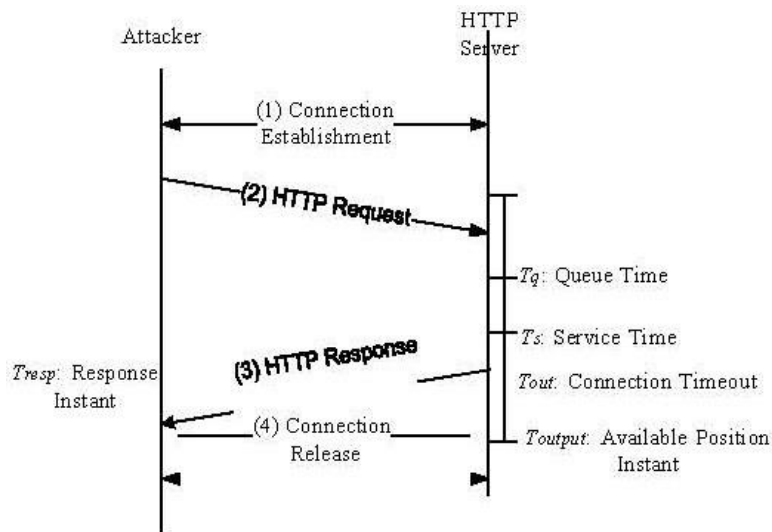 Attacker
HTTP
Server
(1) Connection
Establishment
(2) HTTP Request
Tq: Queue Time
Ts: Service Time
(3) HTTP Response
Tresp: Response
Instant
Tout: Connection Timeout
(4) Connection
Release
Toutput: Available Position
Instant